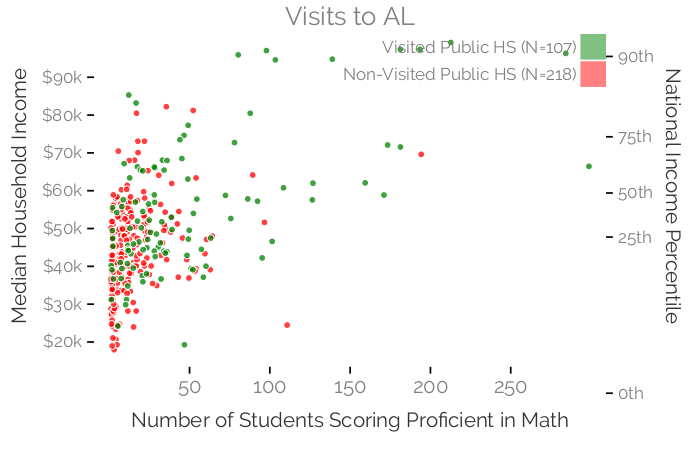 Visits to AL
Visited Public HS (N=107)
Non-Visited Public HS (N=218)
Median Household Income
$90k
$80k
$70k
$60k
$50k
$40k
$30k
$20k
50
100
150
200
250
Number of Students Scoring Proficient in Math
90th
75th
50th
25th
0th
National Income Percentile